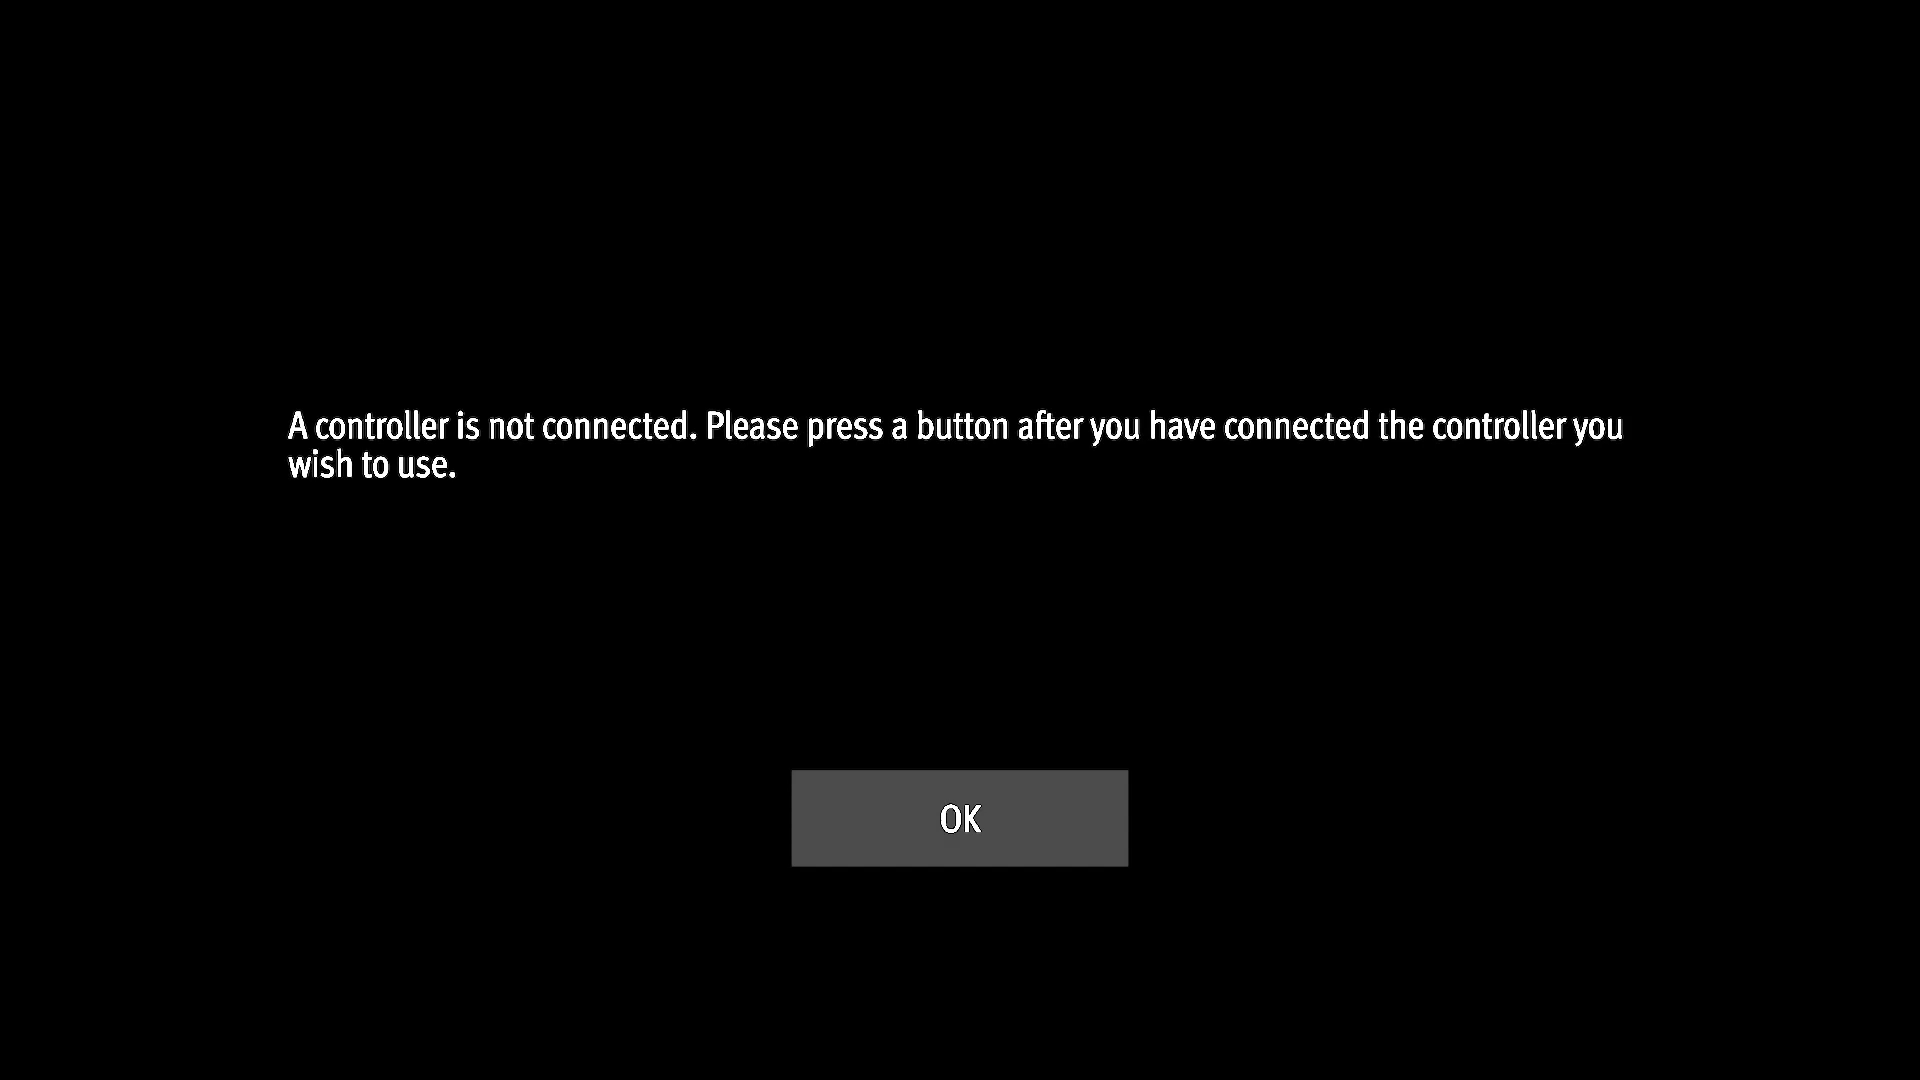 A controller is not connected. Please press a button after you have connected the controller you
wish to use.
OK